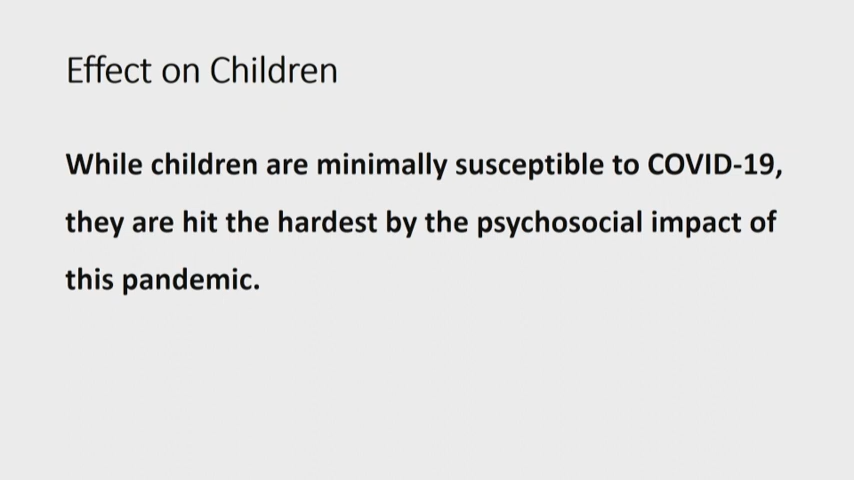 Effect on Children
While children are minimally susceptible to COVID-19,
they are hit the hardest by the psychosocial impact of
this pandemic.